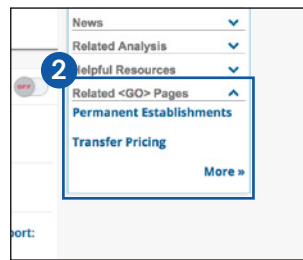 News
Related Analysis
2
Helpful Resources
OFF
Related <GO> Pages
Permanent Establishments
Transfer Pricing
More »
port: